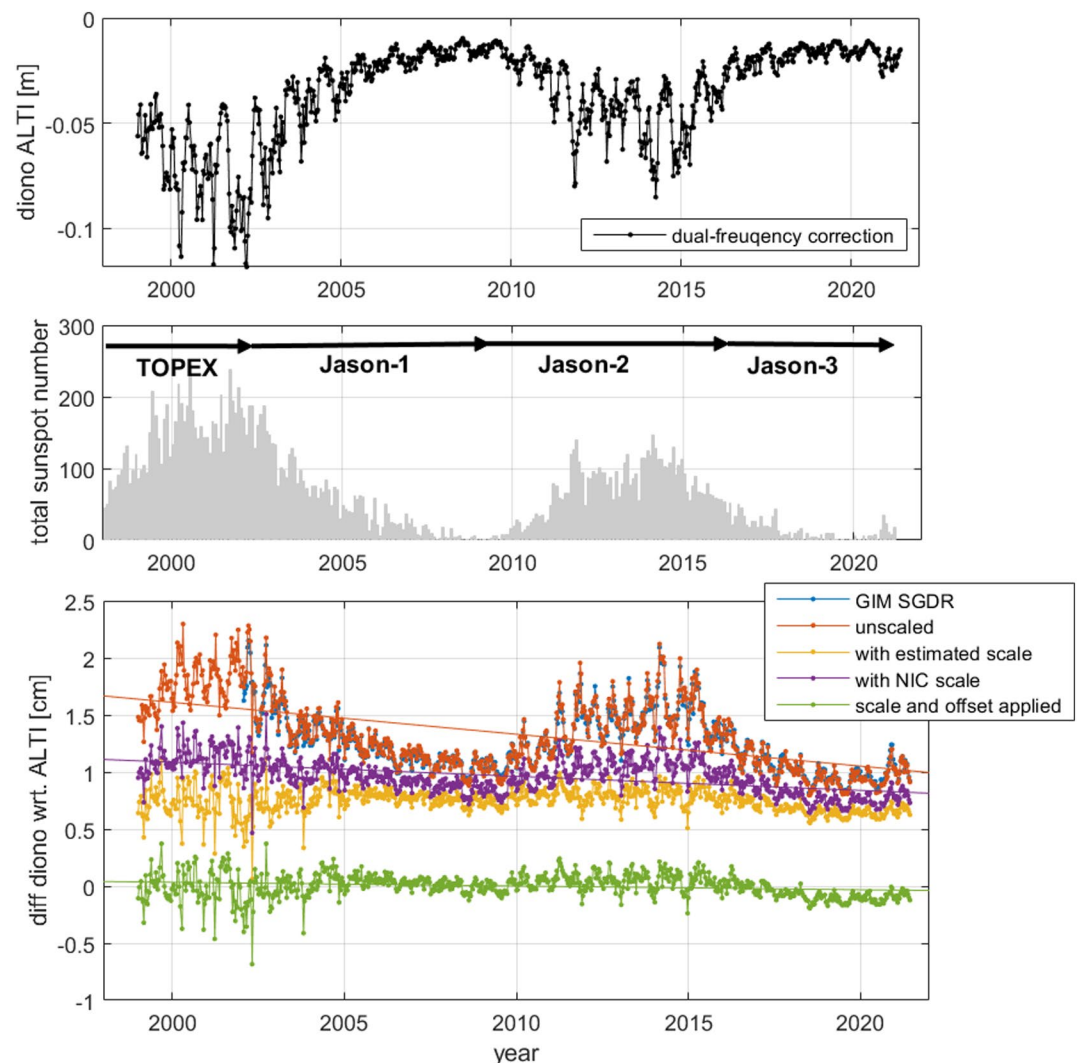 0
-0.05
-0.1
diono ALTI [m]
dual-freuqency correction
2000 2005 2010 2015 2020
300
200
100
0
total sunspot number
TOPEX Jason-1 Jason-2 Jason-3
2000 2005 2010 2015 2020
GIM SGDR
unscaled
with estimated scale
with NIC scale
scale and offset applied
2.5
2
1.5
1
0.5
0
-0.5
-1
diff diono wrt. ALTI [cm]
2000 2005 2010 2015 2020
year